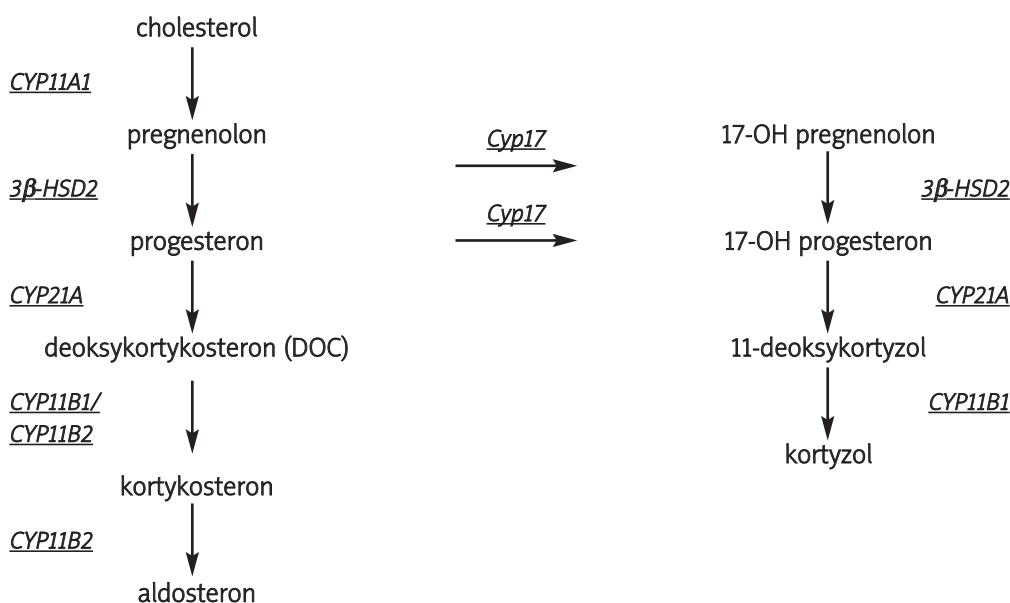 cholesterol
CYP11A1
pregnenolon
Cyp17
17-OH pregnenolon
3β-HSD2
3β-HSD2
Cyp17
progesteron
17-OH progesteron
CYP21A
CYP21A
deoksykortykosteron (DOC)
11-deoksykortyzol
CYP11B1/
CYP11B2
CYP11B1
kortyzol
kortykosteron
CYP11B2
aldosteron